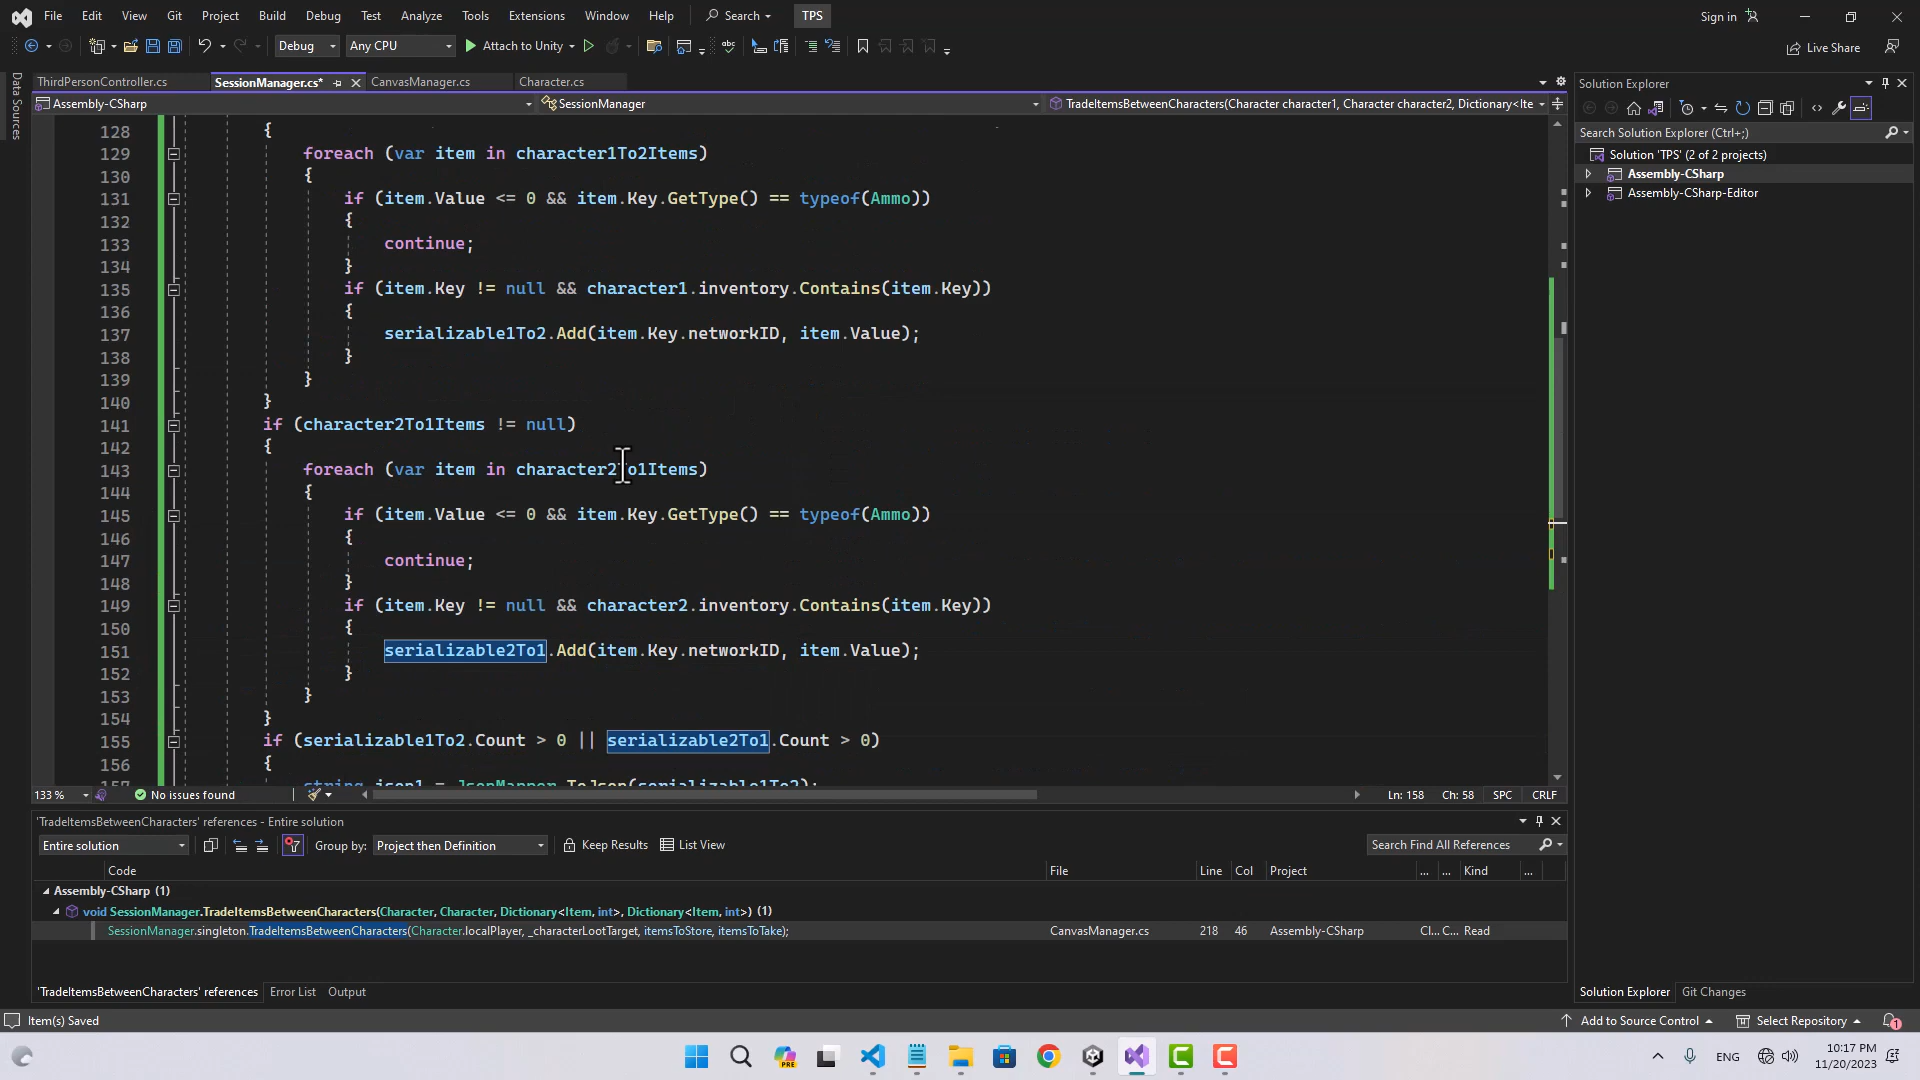 File Edit View Git Project Build Debug Test Analyze Tools Extensions Window Help Search TPS Sign in
Debug Any CPU Attach to Unity Live Share
Data Sources
ThirdPersonController.cs SessionManager.cs* CanvasManager.cs Character.cs
Assembly-CSharp SessionManager TradeItemsBetweenCharacters(Character character1, Character character2, Dictionary<Ite
128 {
129 foreach (var item in character1To2Items)
130 {
131 if (item.Value <= 0 && item.Key.GetType() == typeof(Ammo))
132 {
133 continue;
134 }
135 if (item.Key != null && character1.inventory.Contains(item.Key))
136 {
137 serializable1To2.Add(item.Key.networkID, item.Value);
138 }
139 }
140 }
141 if (character2To1Items != null)
142 {
143 foreach (var item in character2To1Items)
144 {
145 if (item.Value <= 0 && item.Key.GetType() == typeof(Ammo))
146 {
147 continue;
148 }
149 if (item.Key != null && character2.inventory.Contains(item.Key))
150 {
151 serializable2To1.Add(item.Key.networkID, item.Value);
152 }
153 }
154 }
155 if (serializable1To2.Count > 0 || serializable2To1.Count > 0)
156 {
string json1 = JsonMapper.ToJson(serializable1To2);
133 % No issues found Ln: 158 Ch: 58 SPC CRLF
'TradeItemsBetweenCharacters' references - Entire solution
Entire solution Group by: Project then Definition Keep Results List View Search Find All References
Code File Line Col Project ... ... Kind ...
Assembly-CSharp (1)
void SessionManager.TradeItemsBetweenCharacters(Character, Character, Dictionary<Item, int>, Dictionary<Item, int>) (1)
SessionManager.singleton.TradeItemsBetweenCharacters(Character.localPlayer, _characterLootTarget, itemsToStore, itemsToTake); CanvasManager.cs 218 46 Assembly-CSharp Cl... C... Read
'TradeItemsBetweenCharacters' references Error List Output
Solution Explorer
Search Solution Explorer (Ctrl+;)
Solution 'TPS' (2 of 2 projects)
Assembly-CSharp
Assembly-CSharp-Editor
Solution Explorer Git Changes
Item(s) Saved Add to Source Control Select Repository 1
PRE
ENG 10:17 PM
11/20/2023